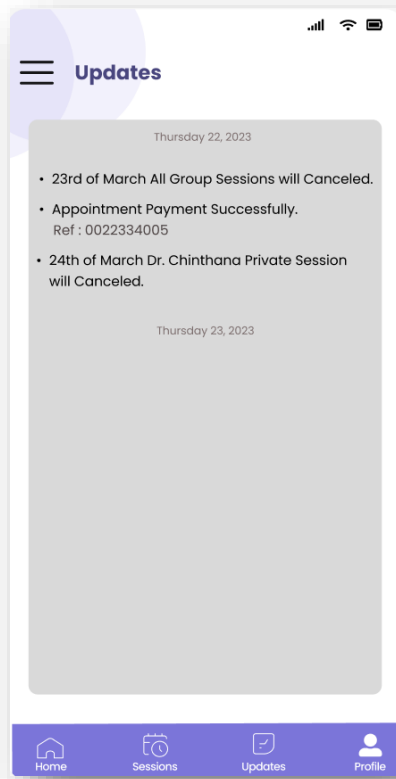 Updates
Thursday 22, 2023
• 23rd of March All Group Sessions will Canceled.
• Appointment Payment Successfully.
Ref : 0022334005
• 24th of March Dr. Chinthana Private Session
will Canceled.
Thursday 23, 2023
Home Sessions Updates Profile